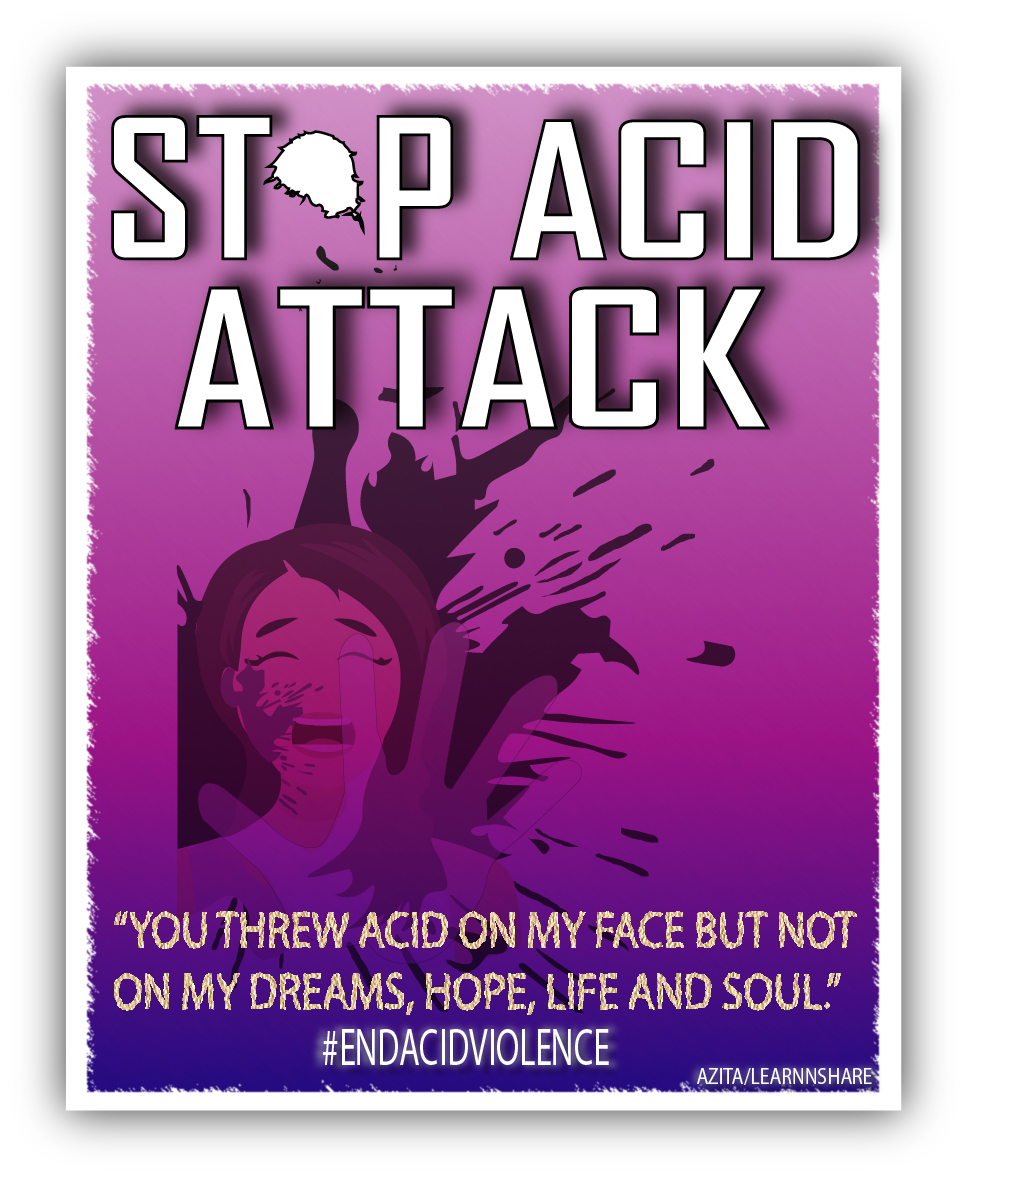 STOP ACID
ATTACK
“YOU THREW ACID ON MY FACE BUT NOT
ON MY DREAMS, HOPE, LIFE AND SOUL.”
#ENDACIDVIOLENCE
AZITA/LEARNNSHARE